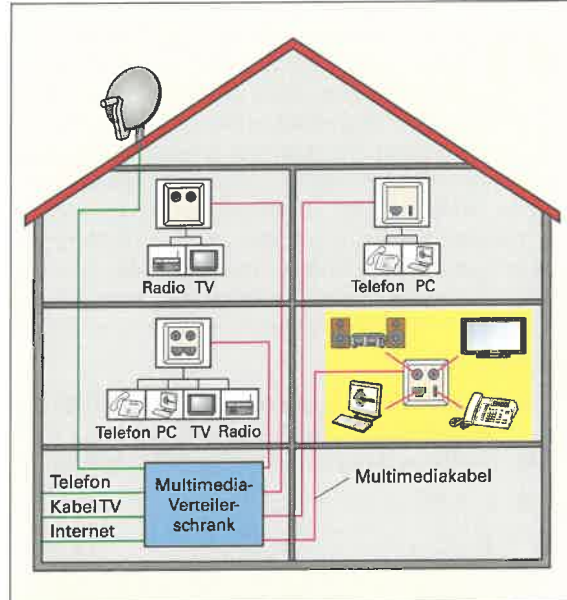 Radio TV
Telefon PC
Telefon PC TV Radio
Telefon
Kabel TV
Internet
Multimedia-
Verteiler-
schrank
Multimediakabel